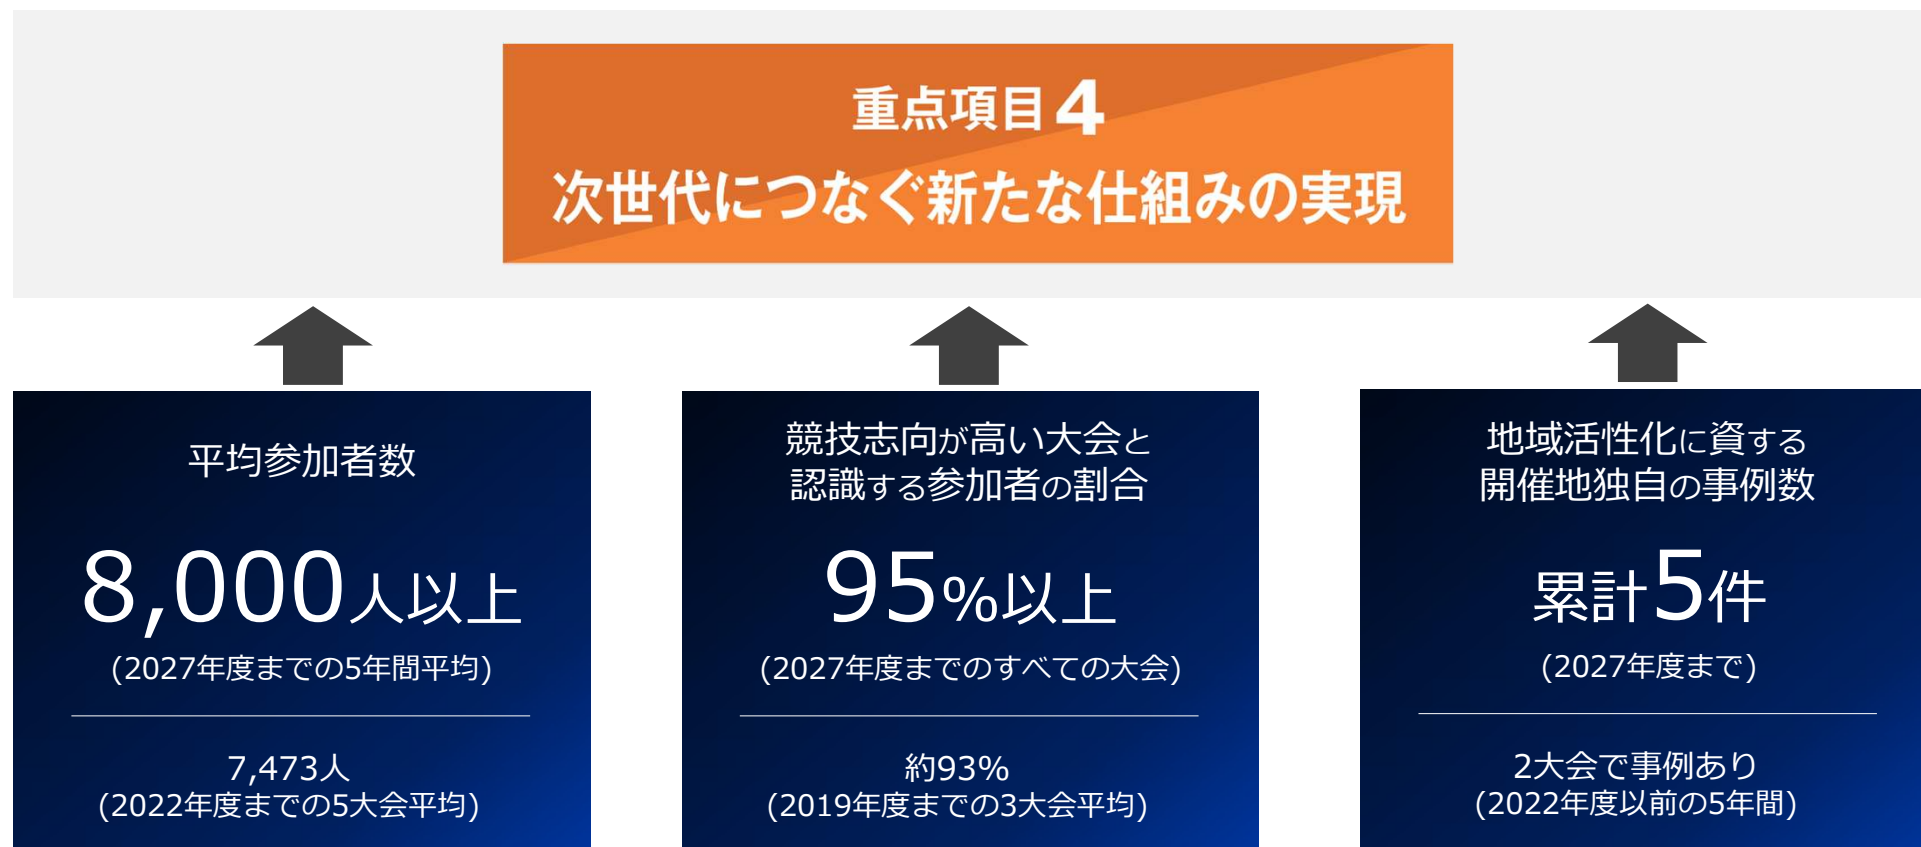 重点項目4
次世代につなぐ新たな仕組みの実現
平均参加者数
8,000人以上
(2027年度までの5年間平均)
7,473人
(2022年度までの5大会平均)
競技志向が高い大会と
認識する参加者の割合
95%以上
(2027年度までのすべての大会)
約93%
(2019年度までの3大会平均)
地域活性化に資する
開催地独自の事例数
累計5件
(2027年度まで)
2大会で事例あり
(2022年度以前の5年間)